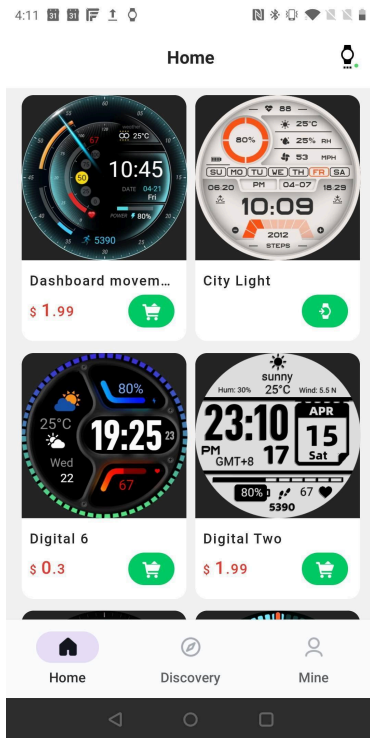 4:11
31 31
Home
weather
25°C
67
50
10:45
DATE 04-21
Fri
POWER 80%
5390
88
80%
25°C
25% RH
53 MPH
SU MO TU WE TH FR SA
06:20 PM 04-07 18:29
10:09
2012
STEPS
Dashboard movem...
$ 1.99
City Light
80%
25°C
19:25 23
Wed
22
67
sunny
Hum: 30% 25°C Wind: 5.5 N
23:10
APR
15
Sat
PM
GMT+8
17
80% 67
5390
Digital 6
$ 0.3
Digital Two
$ 1.99
Home
Discovery
Mine